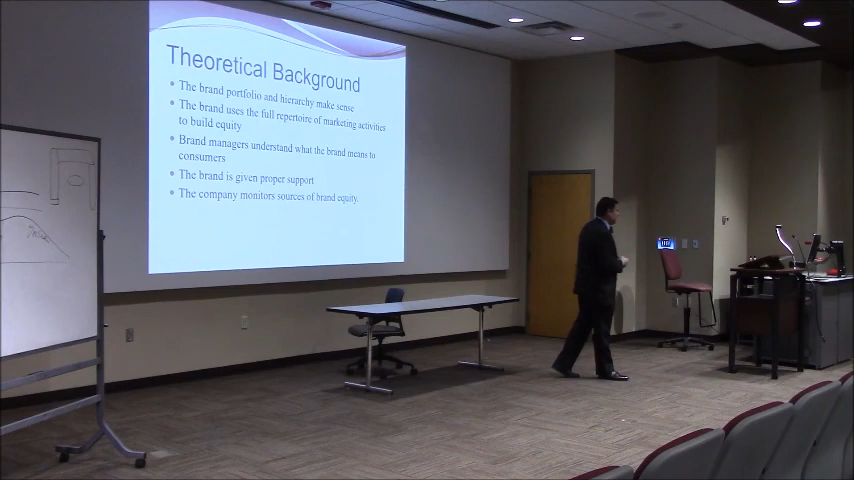 Theoretical Background
• The brand portfolio and hierarchy make sense
• The brand uses the full repertoire of marketing activities
to build equity
• Brand managers understand what the brand means to
consumers
• The brand is given proper support
• The company monitors sources of brand equity.